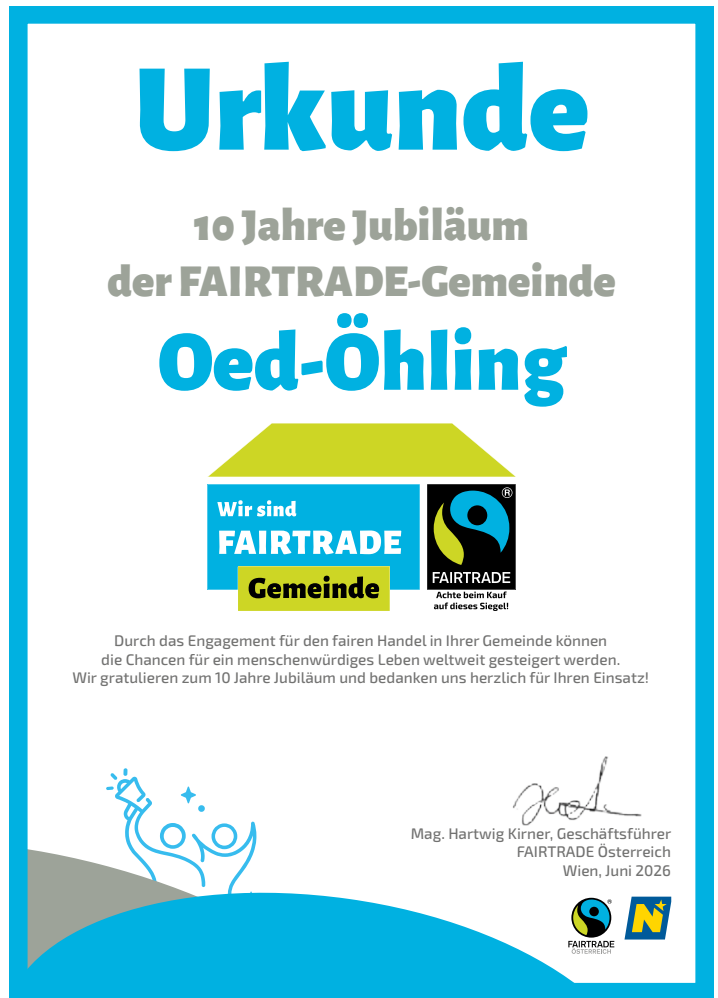 Urkunde
10 Jahre Jubiläum
der FAIRTRADE-Gemeinde
Oed-Öhling
Wir sind
FAIRTRADE
Gemeinde
®
FAIRTRADE
Achte beim Kauf
auf dieses Siegel!
Durch das Engagement für den fairen Handel in Ihrer Gemeinde können
die Chancen für ein menschenwürdiges Leben weltweit gesteigert werden.
Wir gratulieren zum 10 Jahre Jubiläum und bedanken uns herzlich für Ihren Einsatz!
Mag. Hartwig Kirner, Geschäftsführer
FAIRTRADE Österreich
Wien, Juni 2026
®
FAIRTRADE
ÖSTERREICH
N